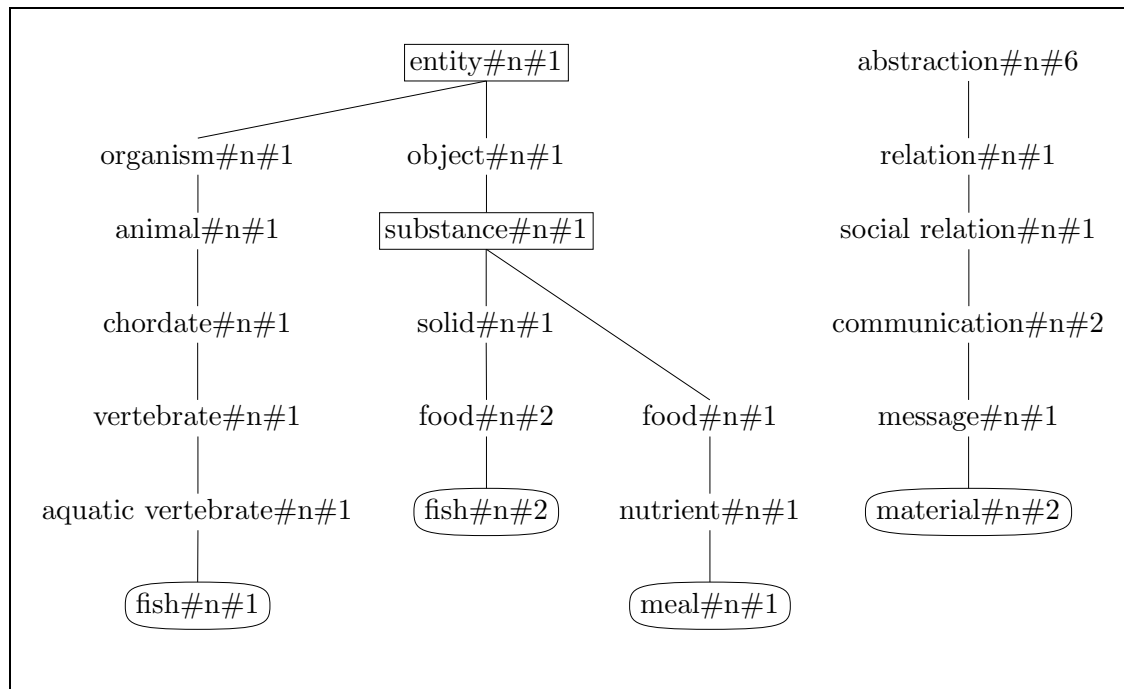 entity#n#1 abstraction#n#6
organism#n#1 object#n#1 relation#n#1
animal#n#1 substance#n#1 social relation#n#1
chordate#n#1 solid#n#1 communication#n#2
vertebrate#n#1 food#n#2 food#n#1 message#n#1
aquatic vertebrate#n#1 fish#n#2 nutrient#n#1 material#n#2
fish#n#1 meal#n#1